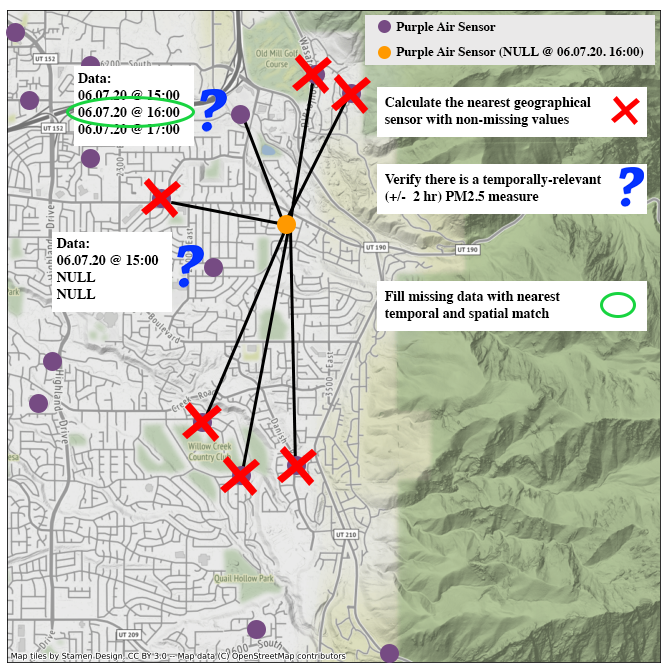 Purple Air Sensor
Purple Air Sensor (NULL @ 06.07.20. 16:00)
Old Mill Golf
Course
UT 152
Data:
06.07.20 @ 15:00
06.07.20 @ 16:00
06.07.20 @ 17:00
?
UT 152
Calculate the nearest geographical
sensor with non-missing values
Verify there is a temporally-relevant
(+/- 2 hr) PM2.5 measure
?
Data:
06.07.20 @ 15:00
NULL
NULL
?
UT 190
UT 190
Fill missing data with nearest
temporal and spatial match
Boulevard
3500 East
Highland Drive
Creek Road
Danish
Willow Creek
Country Club
UT 210
Quail Hollow Park
UT 209
Map tiles by Stamen Design, CC BY 3.0 -- Map data (C) OpenStreetMap contributors